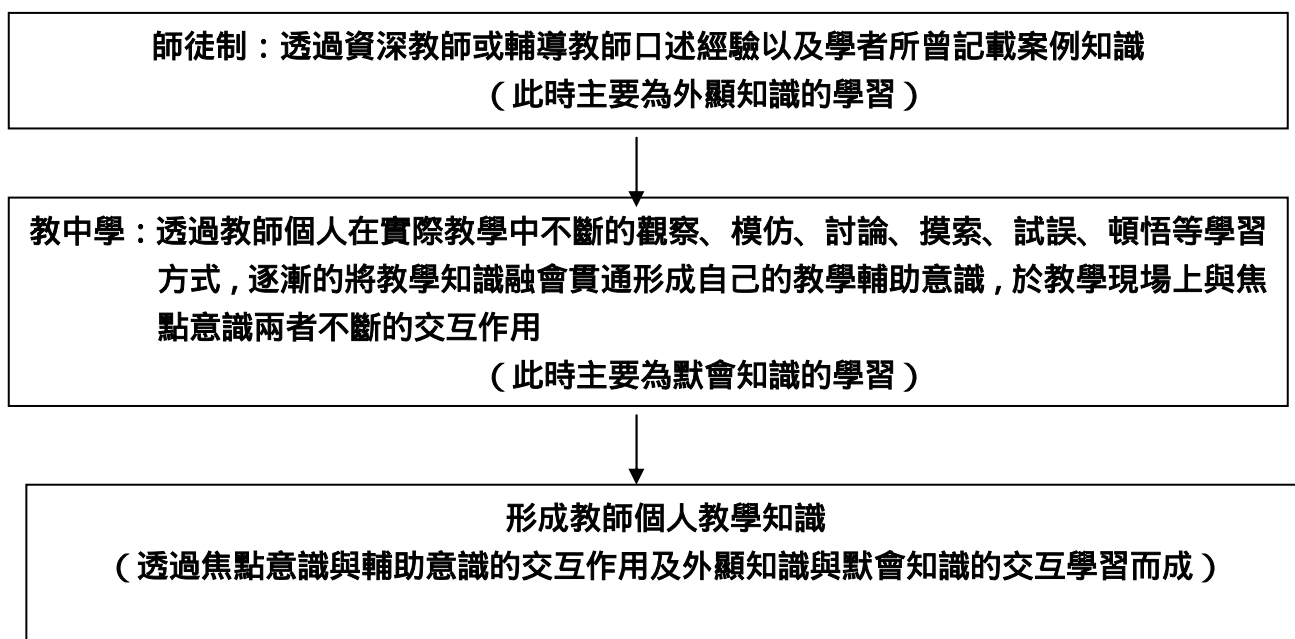 師徒制：透過資深教師或輔導教師口述經驗以及學者所曾記載案例知識
（此時主要為外顯知識的學習）
教中學：透過教師個人在實際教學中不斷的觀察、模仿、討論、摸索、試誤、頓悟等學習
方式，逐漸的將教學知識融會貫通形成自己的教學輔助意識，於教學現場上與焦
點意識兩者不斷的交互作用
（此時主要為默會知識的學習）
形成教師個人教學知識
（透過焦點意識與輔助意識的交互作用及外顯知識與默會知識的交互學習而成）